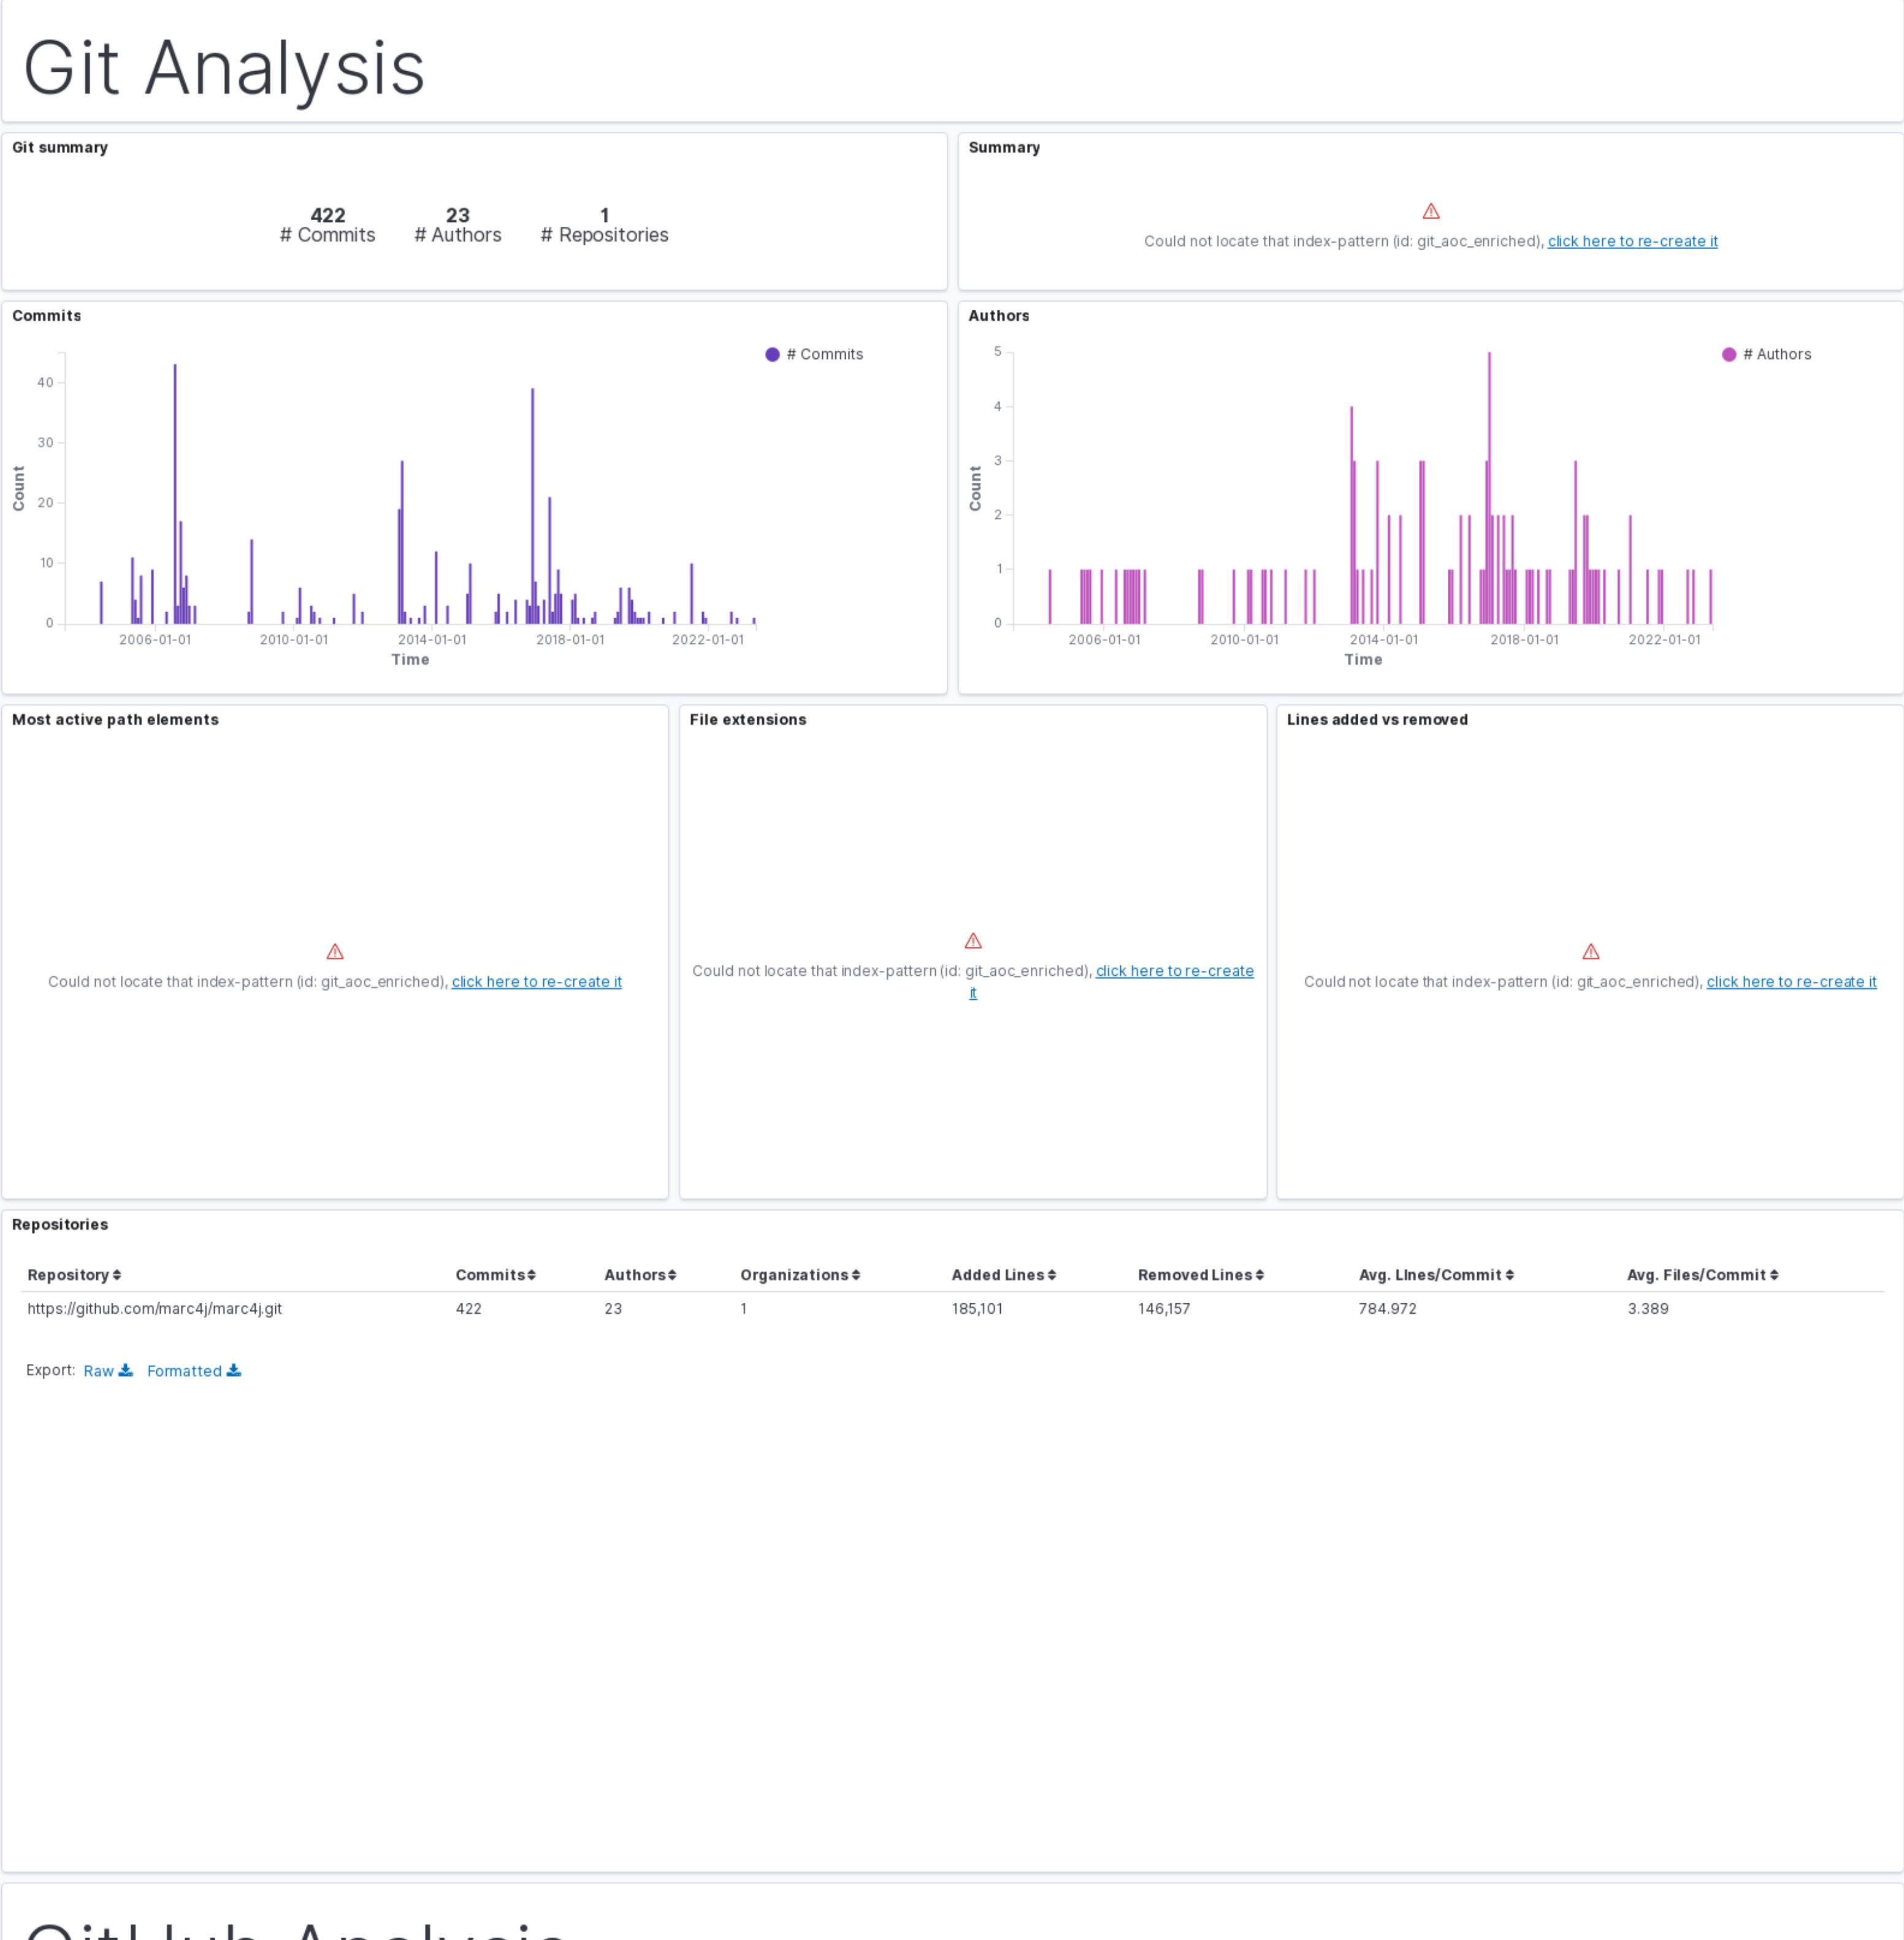 Git Analysis
Git summary
422 23 1
# Commits # Authors # Repositories
Summary
Could not locate that index-pattern (id: git_aoc_enriched), click here to re-create it
Commits
# Commits
40
30
20
10
0
Count
2006-01-01 2010-01-01 2014-01-01 2018-01-01 2022-01-01
Time
Authors
# Authors
5
4
3
2
1
0
Count
2006-01-01 2010-01-01 2014-01-01 2018-01-01 2022-01-01
Time
Most active path elements
Could not locate that index-pattern (id: git_aoc_enriched), click here to re-create it
File extensions
Could not locate that index-pattern (id: git_aoc_enriched), click here to re-create
it
Lines added vs removed
Could not locate that index-pattern (id: git_aoc_enriched), click here to re-create it
Repositories
Repository Commits Authors Organizations Added Lines Removed Lines Avg. LInes/Commit Avg. Files/Commit
https://github.com/marc4j/marc4j.git 422 23 1 185,101 146,157 784.972 3.389
Export: Raw Formatted
GitHub Analysis